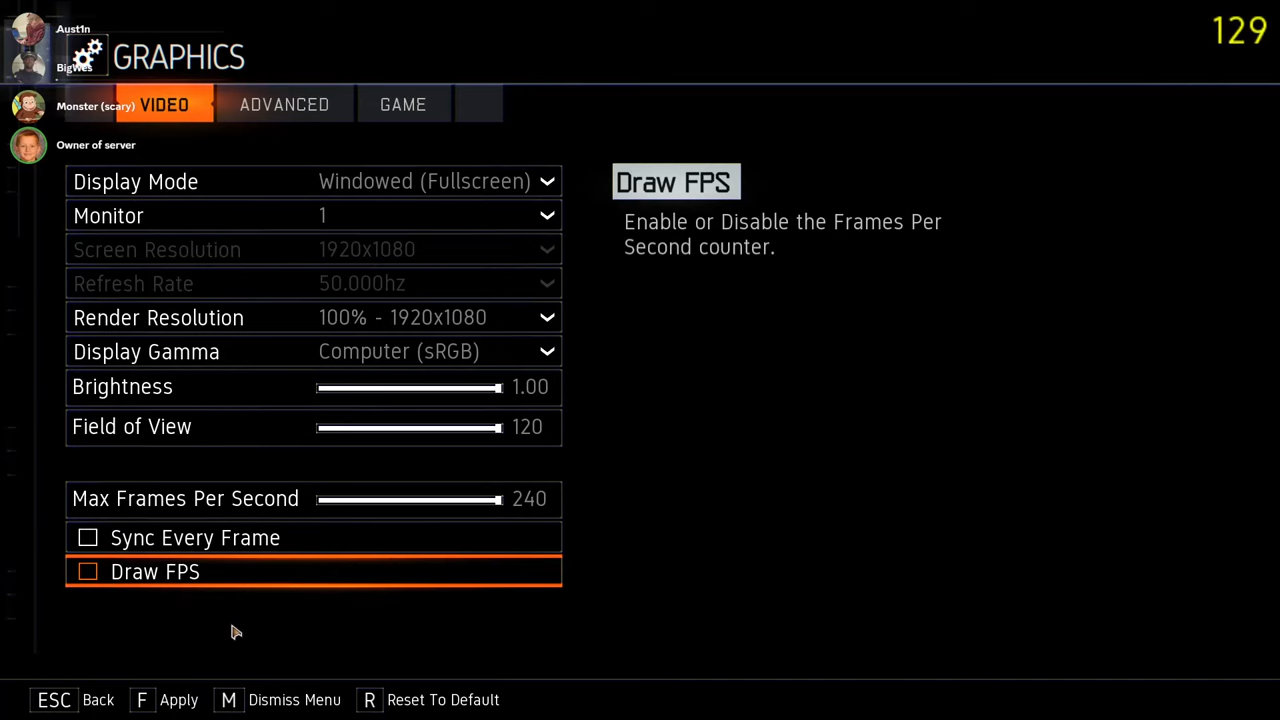 Aust1n
129
BigWes
GRAPHICS
Monster (scary)
VIDEO
ADVANCED
GAME
Owner of server
Display Mode Windowed (Fullscreen)
Monitor 1
Screen Resolution 1920x1080
Refresh Rate 50.000hz
Render Resolution 100% - 1920x1080
Display Gamma Computer (sRGB)
Brightness 1.00
Field of View 120
Max Frames Per Second 240
Sync Every Frame
Draw FPS
Draw FPS
Enable or Disable the Frames Per
Second counter.
ESC Back F Apply M Dismiss Menu R Reset To Default